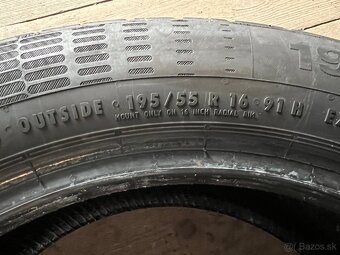 19
OUTSIDE 195/55 R 16 91 H
MOUNT ONLY ON 16 INCH RADIAL RIM
bazos.sk